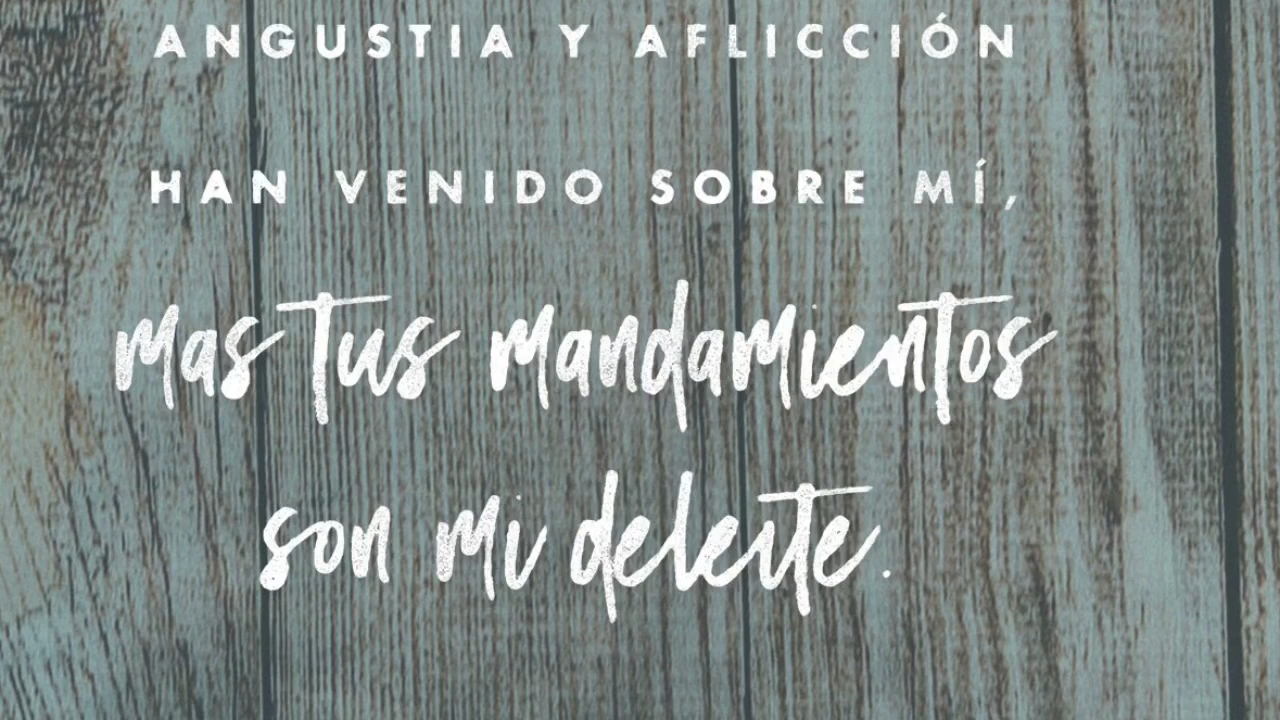 ANGUSTIA Y AFLICCIÓN
HAN VENIDO SOBRE MÍ,
mas tus mandamientos
son mi deleite.